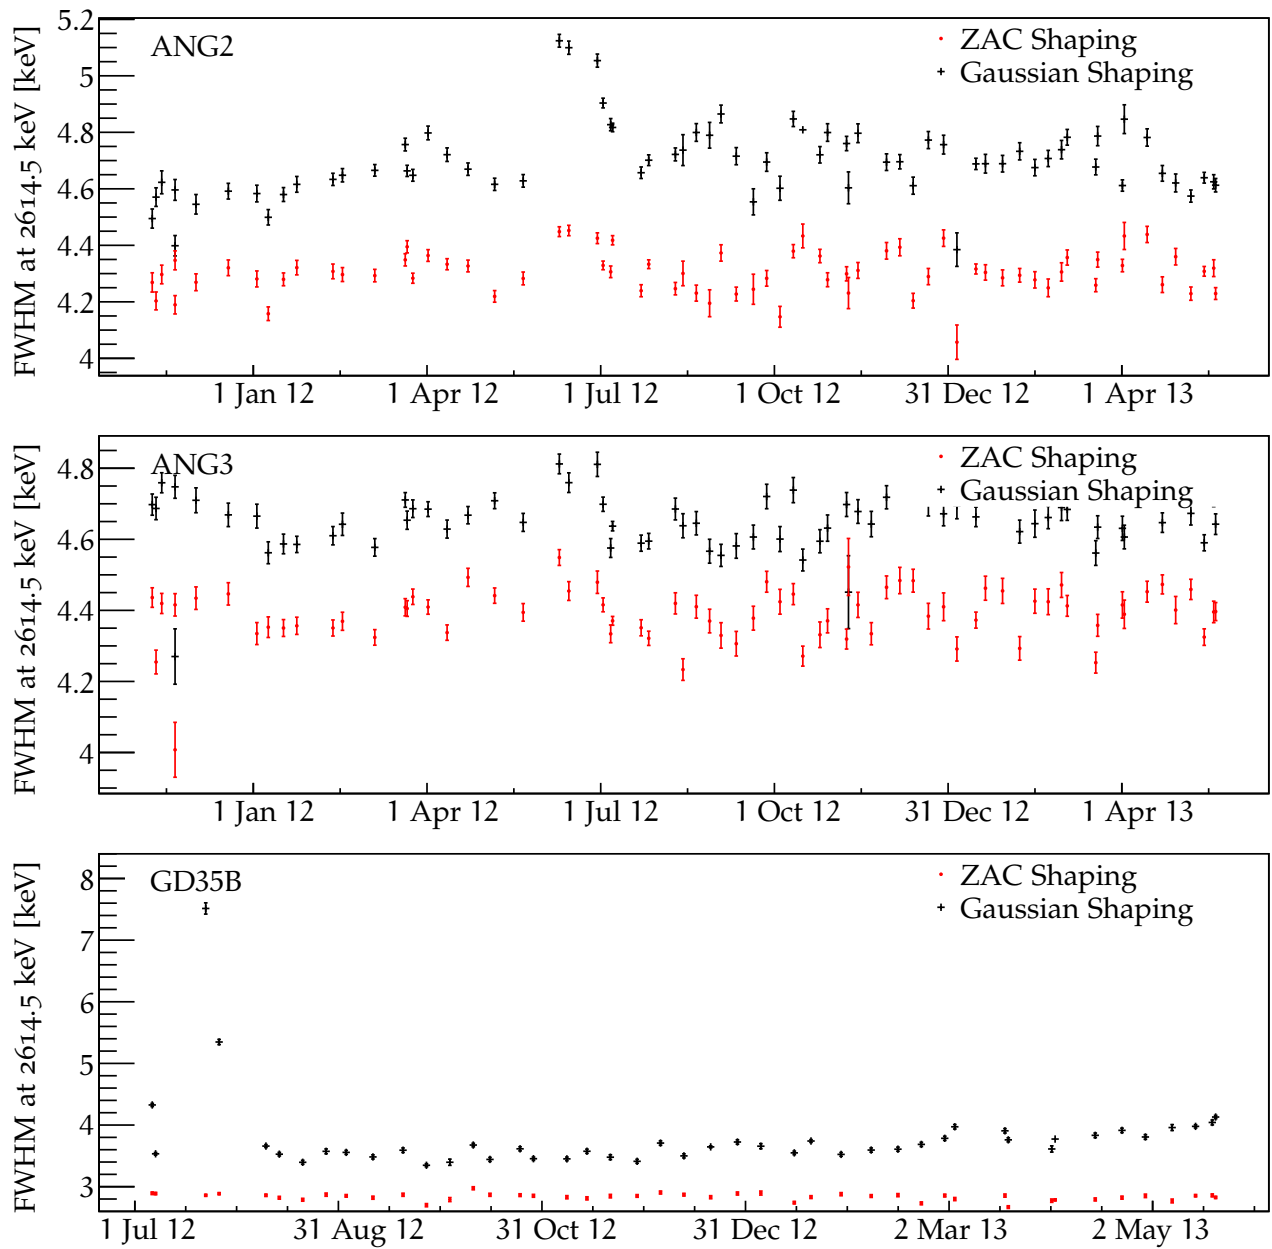 5.2
5
4.8
4.6
4.4
4.2
4
FWHM at 2614.5 keV [keV]
ANG2
ZAC Shaping
Gaussian Shaping
1 Jan 12 1 Apr 12 1 Jul 12 1 Oct 12 31 Dec 12 1 Apr 13
4.8
4.6
4.4
4.2
4
FWHM at 2614.5 keV [keV]
ANG3
ZAC Shaping
Gaussian Shaping
1 Jan 12 1 Apr 12 1 Jul 12 1 Oct 12 31 Dec 12 1 Apr 13
8
7
6
5
4
3
FWHM at 2614.5 keV [keV]
GD35B
ZAC Shaping
Gaussian Shaping
1 Jul 12 31 Aug 12 31 Oct 12 31 Dec 12 2 Mar 13 2 May 13